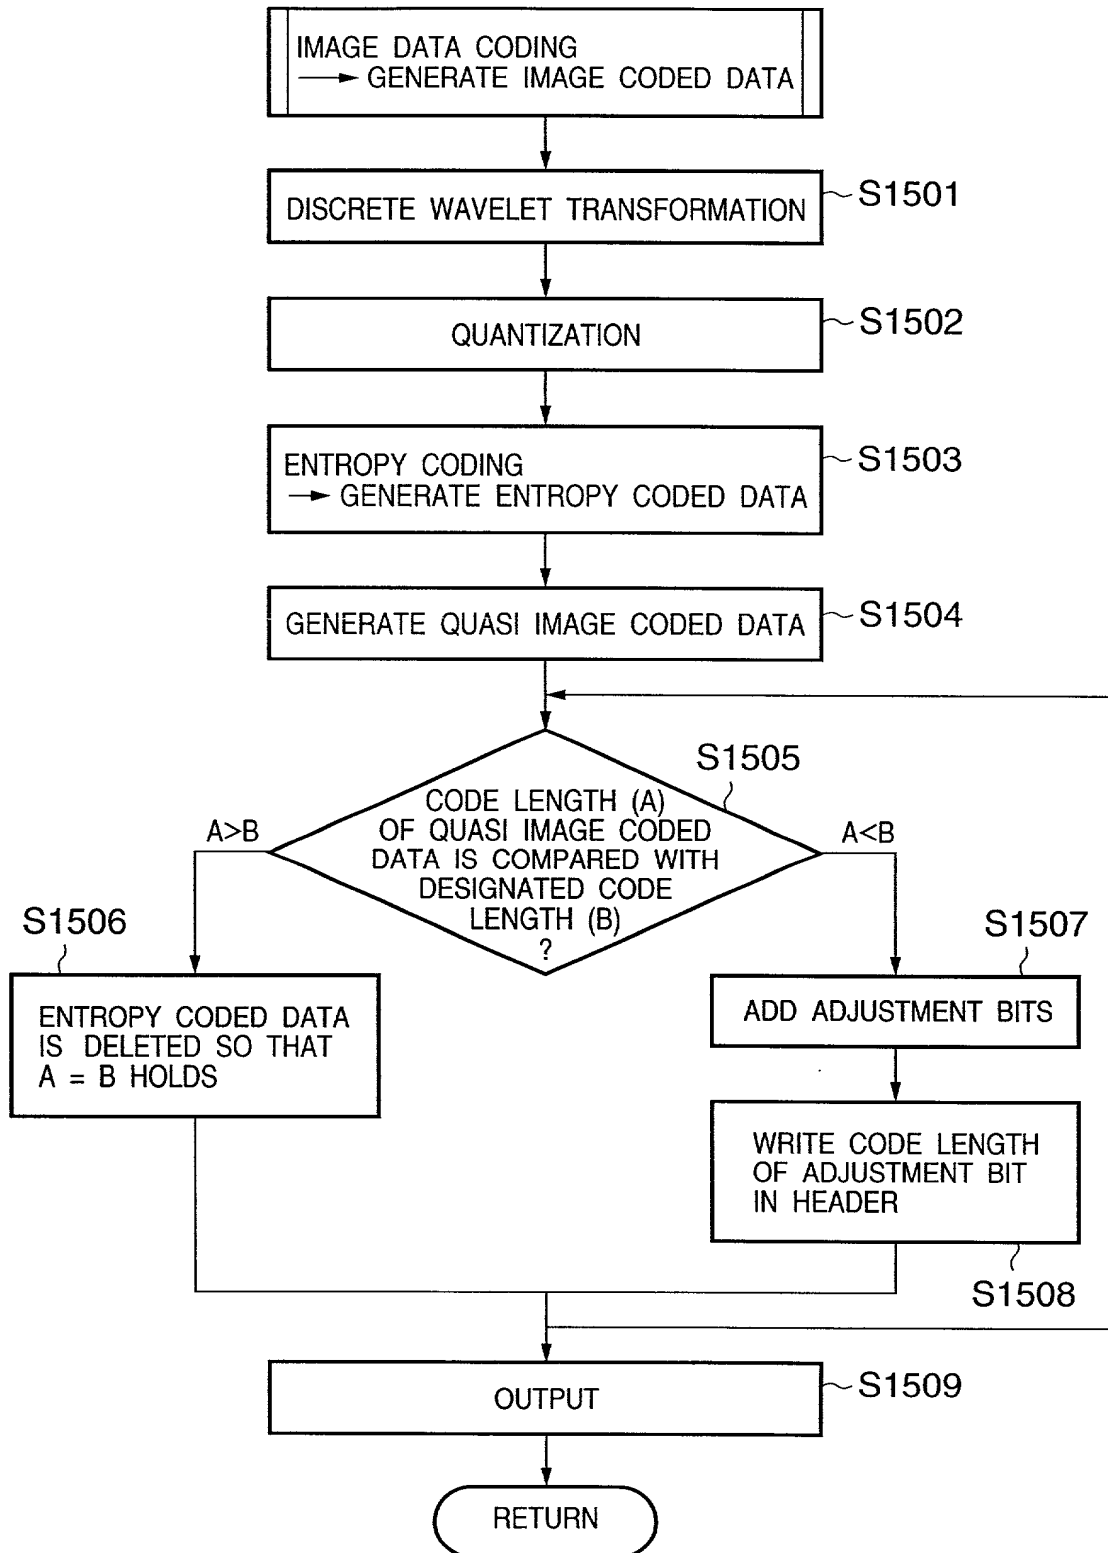 IMAGE DATA CODING
GENERATE IMAGE CODED DATA
DISCRETE WAVELET TRANSFORMATION
S1501
QUANTIZATION
S1502
ENTROPY CODING
GENERATE ENTROPY CODED DATA
S1503
GENERATE QUASI IMAGE CODED DATA
S1504
S1505
CODE LENGTH (A)
OF QUASI IMAGE CODED
DATA IS COMPARED WITH
DESIGNATED CODE
LENGTH (B)
?
A>B
A<B
S1506
ENTROPY CODED DATA
IS DELETED SO THAT
A = B HOLDS
S1507
ADD ADJUSTMENT BITS
WRITE CODE LENGTH
OF ADJUSTMENT BIT
IN HEADER
S1508
OUTPUT
S1509
RETURN